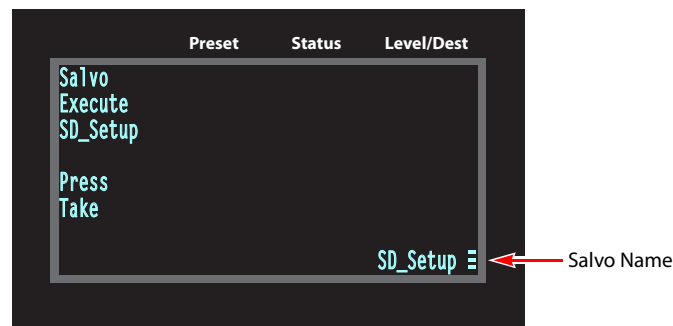 Preset Status Level/Dest
Salvo
Execute
SD_Setup
Press
Take
SD_Setup
Salvo Name